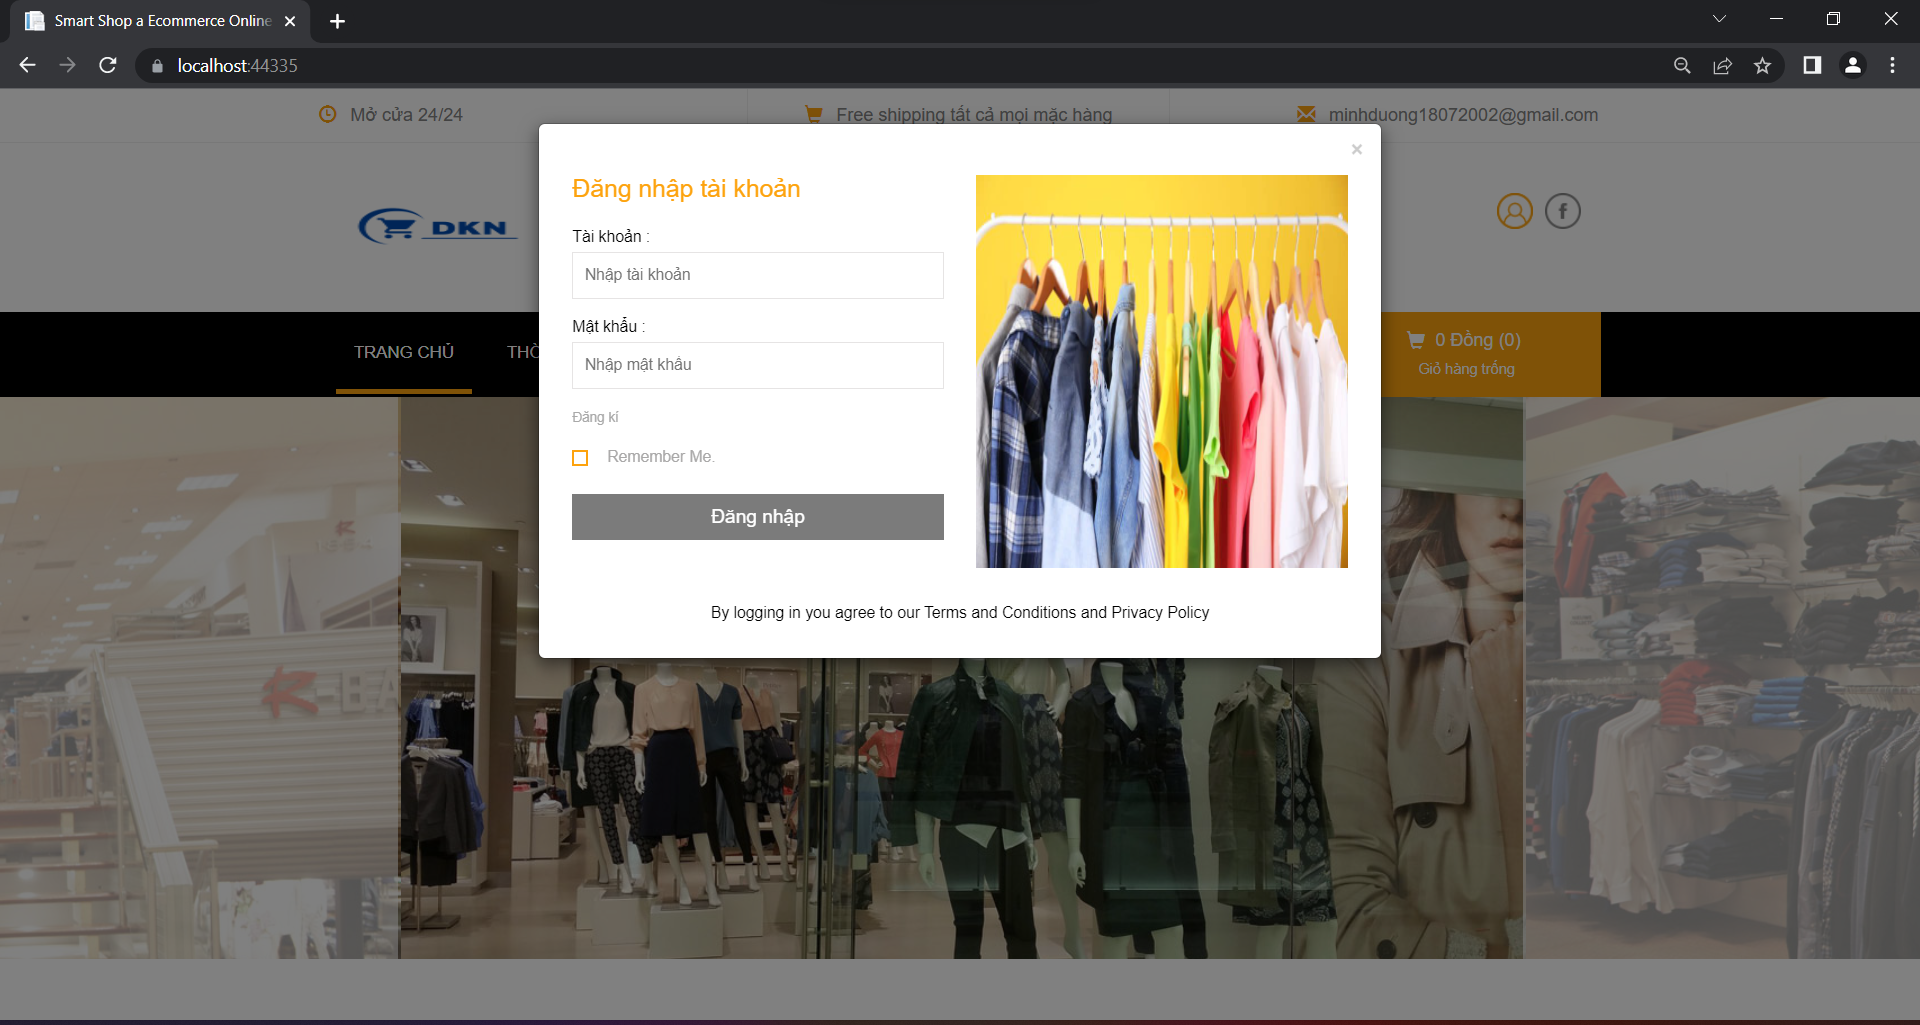 Smart Shop a Ecommerce Online
localhost:44335
Mở cửa 24/24
Free shipping tất cả mọi mặc hàng
minhduong18072002@gmail.com
×
DKN
Đăng nhập tài khoản
Tài khoản :
Nhập tài khoản
Mật khẩu :
Nhập mật khẩu
Đăng kí
Remember Me.
Đăng nhập
By logging in you agree to our Terms and Conditions and Privacy Policy
TRANG CHỦ
THỜ
0 Đồng (0)
Giỏ hàng trống